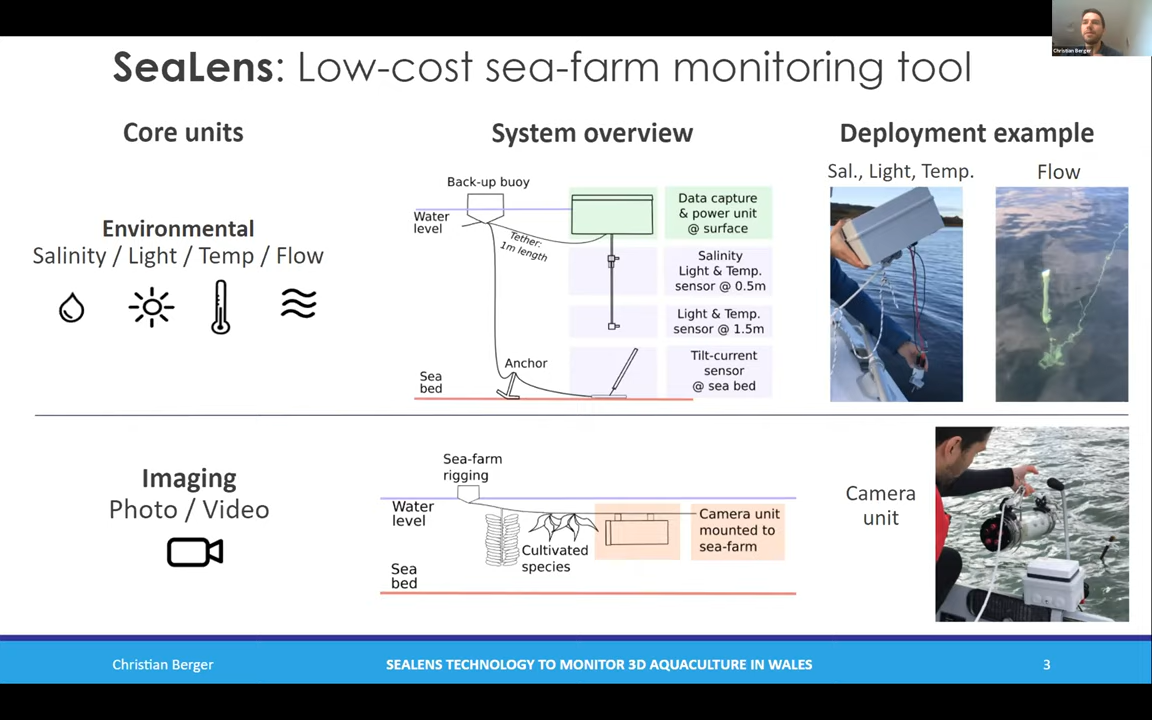 Christian Berger
SeaLens: Low-cost sea-farm monitoring tool
Core units
Environmental
Salinity / Light / Temp / Flow
System overview
Back-up buoy
Water
level
Tether:
1m length
Data capture
& power unit
@ surface
Salinity
Light & Temp.
sensor @ 0.5m
Light & Temp.
sensor @ 1.5m
Tilt-current
sensor
@ sea bed
Anchor
Sea
bed
Deployment example
Sal., Light, Temp.
Flow
Imaging
Photo / Video
Sea-farm
rigging
Water
level
Cultivated
species
Camera unit
mounted to
sea-farm
Sea
bed
Camera
unit
Christian Berger
SEALENS TECHNOLOGY TO MONITOR 3D AQUACULTURE IN WALES
3